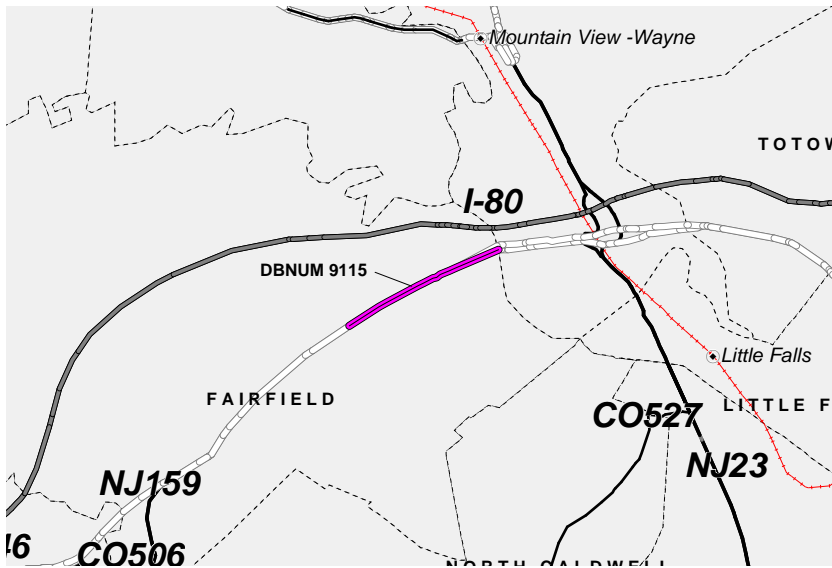 Mountain View -Wayne
TOTOW
I-80
DBNUM 9115
Little Falls
FAIRFIELD
CO527
LITTLE F
NJ23
NJ159
46
CO506
NORTH CALDWELL